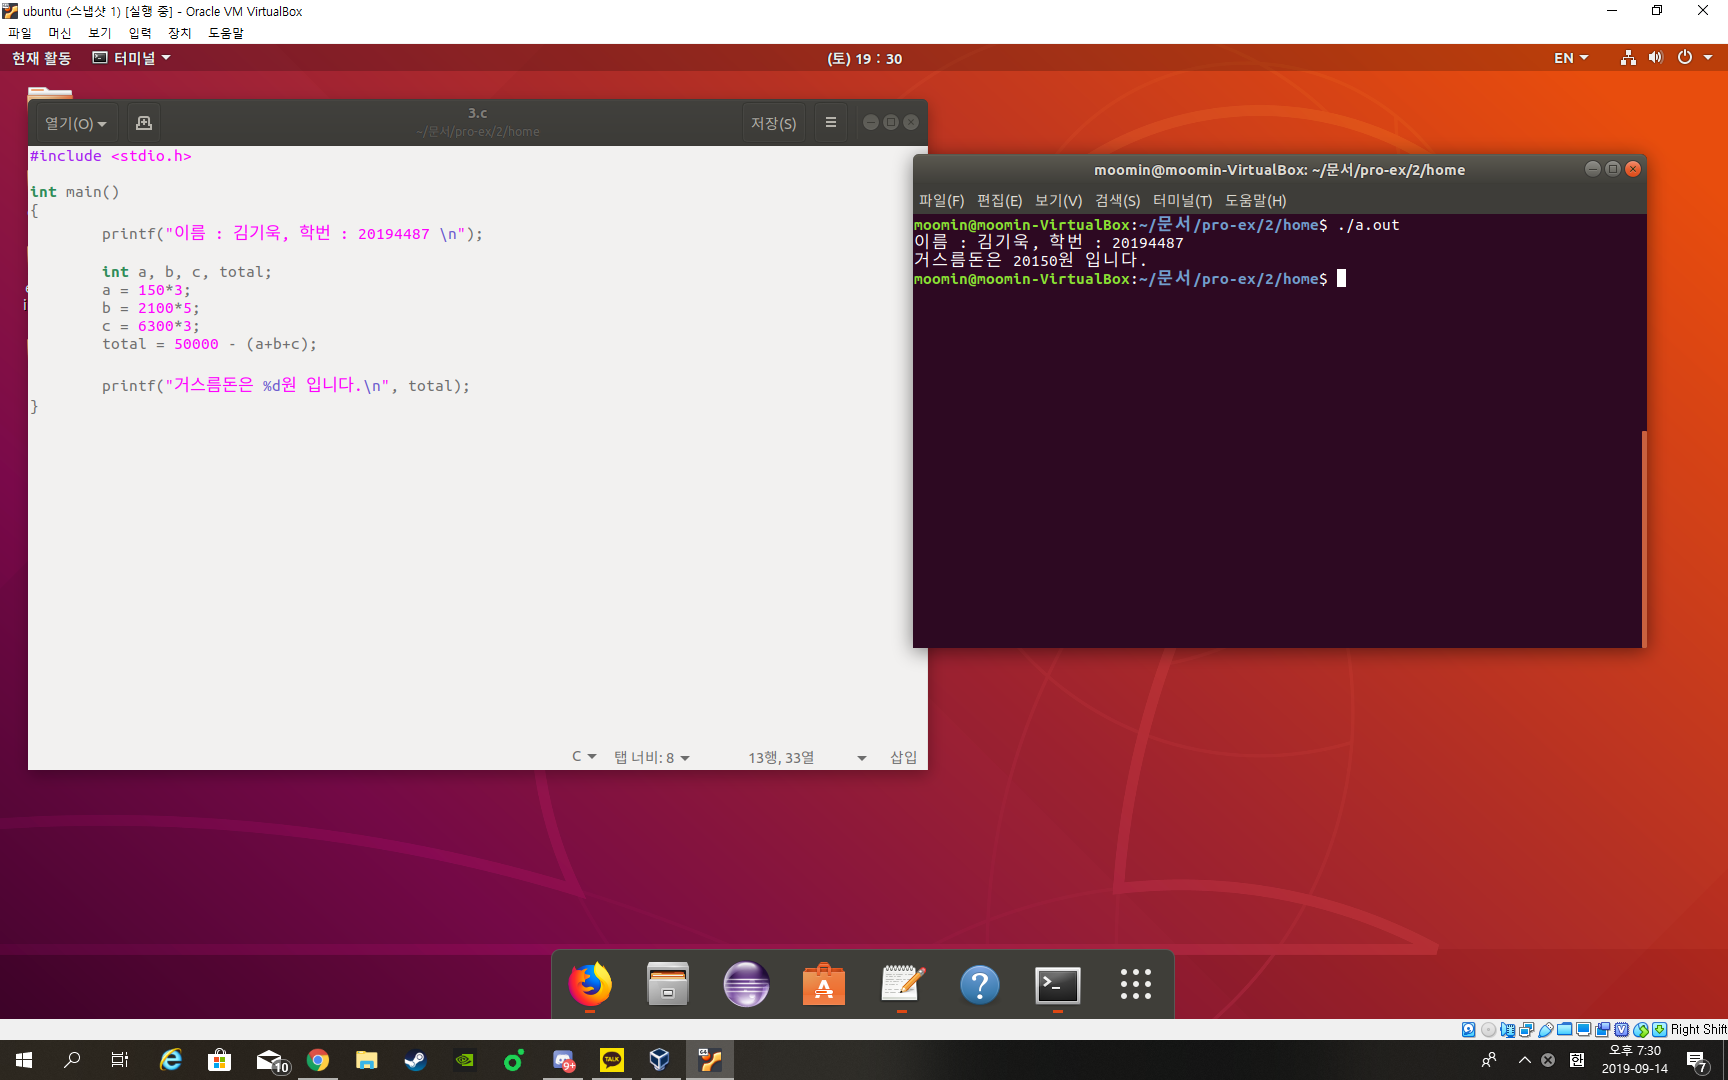 ubuntu (스냅샷 1) [실행 중] - Oracle VM VirtualBox
파일 머신 보기 입력 장치 도움말
현재 활동 터미널 (토) 19 : 30 EN
열기(O) 3.c 저장(S)
~/문서/pro-ex/2/home
#include <stdio.h>
int main()
{
printf("이름 : 김기욱, 학번 : 20194487 \n");
int a, b, c, total;
a = 150*3;
b = 2100*5;
c = 6300*3;
total = 50000 - (a+b+c);
printf("거스름돈은 %d원 입니다.\n", total);
}
C 탭 너비: 8 13행, 33열 삽입
moomin@moomin-VirtualBox: ~/문서/pro-ex/2/home
파일(F) 편집(E) 보기(V) 검색(S) 터미널(T) 도움말(H)
moomin@moomin-VirtualBox:~/문서/pro-ex/2/home$ ./a.out
이름 : 김기욱, 학번 : 20194487
거스름돈은 20150원 입니다.
moomin@moomin-VirtualBox:~/문서/pro-ex/2/home$
Right Shift
10 9+ TALK 64 한 오후 7:30 7
2019-09-14